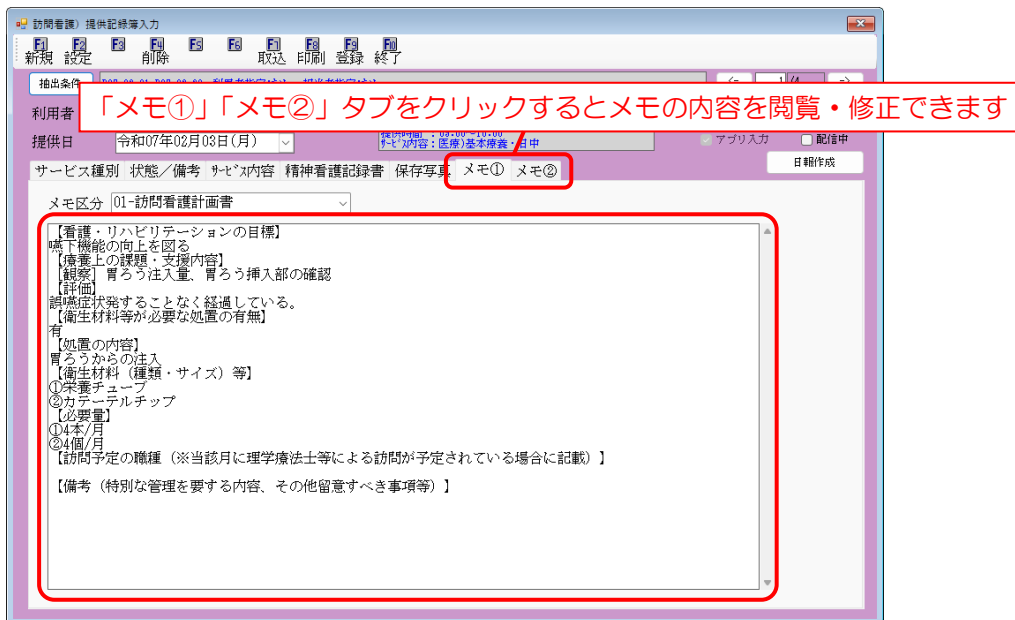 訪問看護）提供記録簿入力
F1 F2 F3 F4 F5 F6 F7 F8 F9 F10
新規 設定 削除 取込 印刷 登録 終了
抽出条件
「メモ①」「メモ②」タブをクリックするとメモの内容を閲覧・修正できます
利用者
提供日 令和07年02月03日(月)
ｻｰﾋﾞｽ内容：医療)基本療養・日中
アプリ入力 配信中
日報作成
サービス種別 状態／備考 ｻｰﾋﾞｽ内容 精神看護記録書 保存写真 メモ① メモ②
メモ区分 01-訪問看護計画書
【看護・リハビリテーションの目標】
嚥下機能の向上を図る
【療養上の課題・支援内容】
［観察］胃ろう注入量、胃ろう挿入部の確認
【評価】
誤嚥症状発することなく経過している。
【衛生材料等が必要な処置の有無】
有
【処置の内容】
胃ろうからの注入
【衛生材料（種類・サイズ）等】
①栄養チューブ
②カテーテルチップ
【必要量】
①4本/月
②4個/月
【訪問予定の職種（※当該月に理学療法士等による訪問が予定されている場合に記載）】
【備考（特別な管理を要する内容、その他留意すべき事項等）】